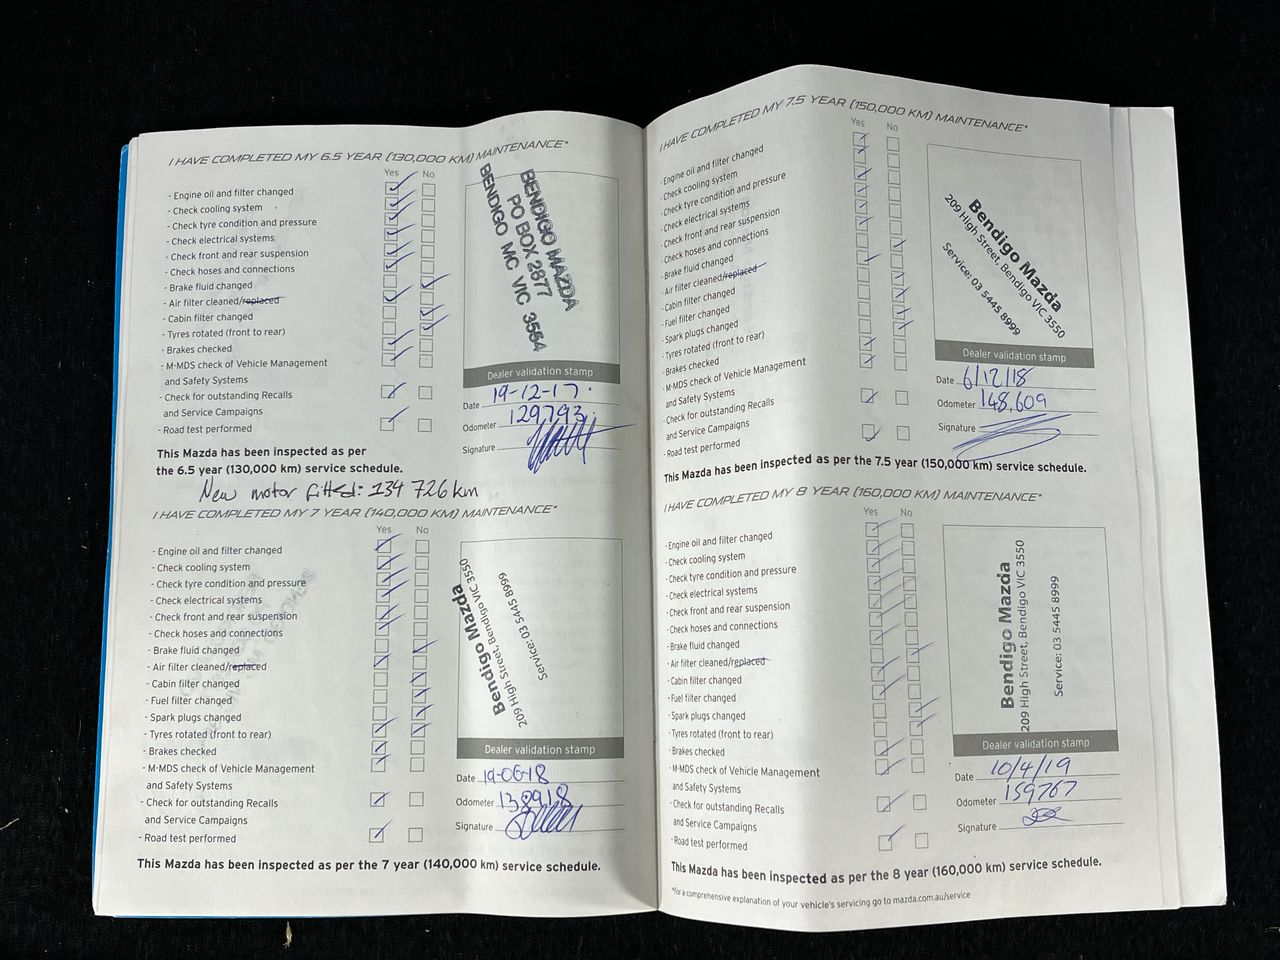 I HAVE COMPLETED MY 6.5 YEAR (130,000 KM) MAINTENANCE*
Yes No
- Engine oil and filter changed
- Check cooling system
- Check tyre condition and pressure
- Check electrical systems
- Check front and rear suspension
- Check hoses and connections
- Brake fluid changed
- Air filter cleaned/replaced
- Cabin filter changed
- Tyres rotated (front to rear)
- Brakes checked
- M-MDS check of Vehicle Management
and Safety Systems
- Check for outstanding Recalls
and Service Campaigns
- Road test performed
BENDIGO MAZDA
PO BOX 2877
BENDIGO MC VIC 3554
Dealer validation stamp
Date 19-12-17
Odometer 129,793
Signature
This Mazda has been inspected as per
the 6.5 year (130,000 km) service schedule.
New motor fitted: 134 726 km
I HAVE COMPLETED MY 7 YEAR (140,000 KM) MAINTENANCE*
Yes No
- Engine oil and filter changed
- Check cooling system
- Check tyre condition and pressure
- Check electrical systems
- Check front and rear suspension
- Check hoses and connections
- Brake fluid changed
- Air filter cleaned/replaced
- Cabin filter changed
- Fuel filter changed
- Spark plugs changed
- Tyres rotated (front to rear)
- Brakes checked
- M-MDS check of Vehicle Management
and Safety Systems
- Check for outstanding Recalls
and Service Campaigns
- Road test performed
Bendigo Mazda
209 High Street, Bendigo VIC 3550
Service: 03 5445 8999
Dealer validation stamp
Date 19-06-18
Odometer 138918
Signature
This Mazda has been inspected as per the 7 year (140,000 km) service schedule.
I HAVE COMPLETED MY 7.5 YEAR (150,000 KM) MAINTENANCE*
Yes No
- Engine oil and filter changed
- Check cooling system
- Check tyre condition and pressure
- Check electrical systems
- Check front and rear suspension
- Check hoses and connections
- Brake fluid changed
- Air filter cleaned/replaced
- Cabin filter changed
- Fuel filter changed
- Spark plugs changed
- Tyres rotated (front to rear)
- Brakes checked
- M-MDS check of Vehicle Management
and Safety Systems
- Check for outstanding Recalls
and Service Campaigns
- Road test performed
Bendigo Mazda
209 High Street, Bendigo VIC 3550
Service: 03 5445 8999
Dealer validation stamp
Date 6/12/18
Odometer 148,609
Signature
This Mazda has been inspected as per the 7.5 year (150,000 km) service schedule.
I HAVE COMPLETED MY 8 YEAR (160,000 KM) MAINTENANCE*
Yes No
- Engine oil and filter changed
- Check cooling system
- Check tyre condition and pressure
- Check electrical systems
- Check front and rear suspension
- Check hoses and connections
- Brake fluid changed
- Air filter cleaned/replaced
- Cabin filter changed
- Fuel filter changed
- Spark plugs changed
- Tyres rotated (front to rear)
- Brakes checked
- M-MDS check of Vehicle Management
and Safety Systems
- Check for outstanding Recalls
and Service Campaigns
- Road test performed
Bendigo Mazda
209 High Street, Bendigo VIC 3550
Service: 03 5445 8999
Dealer validation stamp
Date 10/4/19
Odometer 159767
Signature
This Mazda has been inspected as per the 8 year (160,000 km) service schedule.
*For a comprehensive explanation of your vehicle's servicing go to mazda.com.au/service